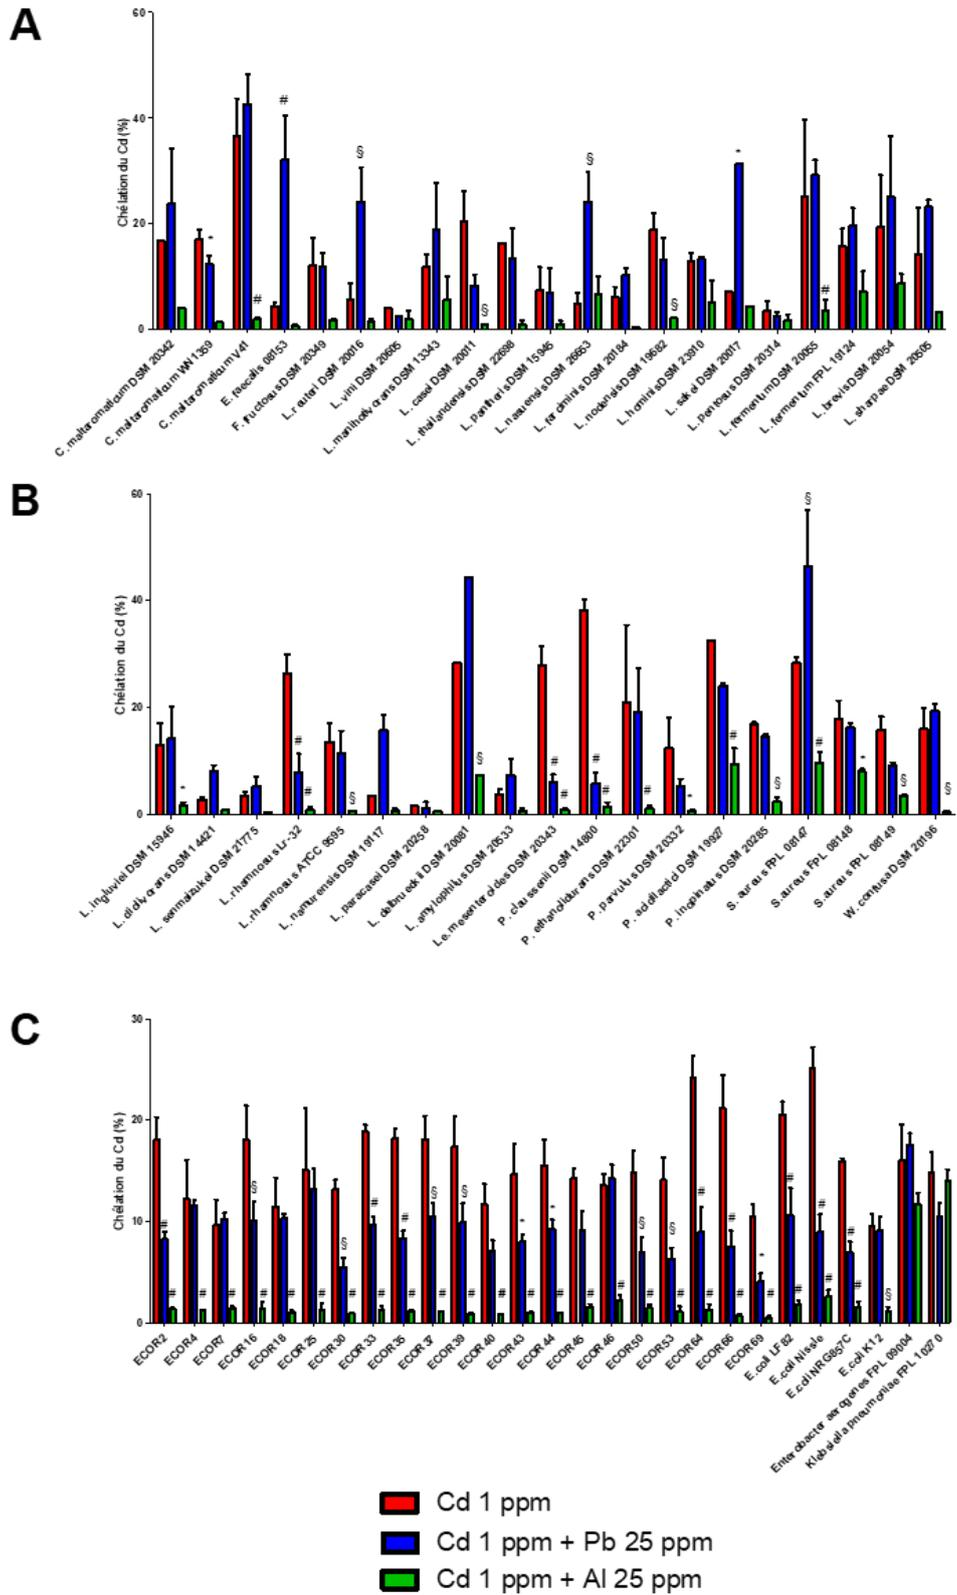 A
60
40
20
0
Chélation du Cd (%)
#
§
*
#
§
§
§
*
#
C. maltaromaticum DSM 20342
C. maltaromaticum WN 1359
C. maltaromaticum V41
E. faecalis 08153
F. fructosus DSM 20349
L. reuteri DSM 20016
L. vini DSM 20605
L. manihotivorans DSM 13343
L. casei DSM 20011
L. thailandensis DSM 22698
L. pantheris DSM 15945
L. farciminis DSM 20184
L. nodensis DSM 19682
L. hominis DSM 23910
L. sakei DSM 20017
L. pentosus DSM 20314
L. fermentum DSM 20055
L. fermentum FPL 19124
L. brevis DSM 20054
L. sharpeae DSM 20505
B
60
40
20
0
Chélation du Cd (%)
§
#
#
*
§
§
#
#
#
#
#
*
#
§
#
*
§
§
L. ingluviei DSM 15946
L. diolivorans DSM 14421
L. senmaizukei DSM 21775
L. rhamnosus Lr-32
L. rhamnosus ATCC 9595
L. namurensis DSM 19117
L. paracasei DSM 20258
L. delbrueckii DSM 20081
L. amylophilus DSM 20533
Le. mesenteroides DSM 20343
P. claussenii DSM 14800
P. ethanolidurans DSM 22301
P. parvulus DSM 20332
P. acidilactici DSM 19927
P. inopinatus DSM 20285
S. aureus FPL 08147
S. aureus FPL 08148
S. aureus FPL 08149
W. confusa DSM 20196
C
30
20
10
0
Chélation du Cd (%)
ECOR2
ECOR4
ECOR7
ECOR16
ECOR18
ECOR25
ECOR30
ECOR33
ECOR35
ECOR37
ECOR39
ECOR40
ECOR43
ECOR44
ECOR45
ECOR46
ECOR50
ECOR53
ECOR64
ECOR66
ECOR69
E.coli LF82
E.coli Nissle
E.coli NRG857C
E.coli K12
Enterobacter aerogenes FPL 09004
Klebsiella pneumoniae FPL 10270
Cd 1 ppm
Cd 1 ppm + Pb 25 ppm
Cd 1 ppm + Al 25 ppm